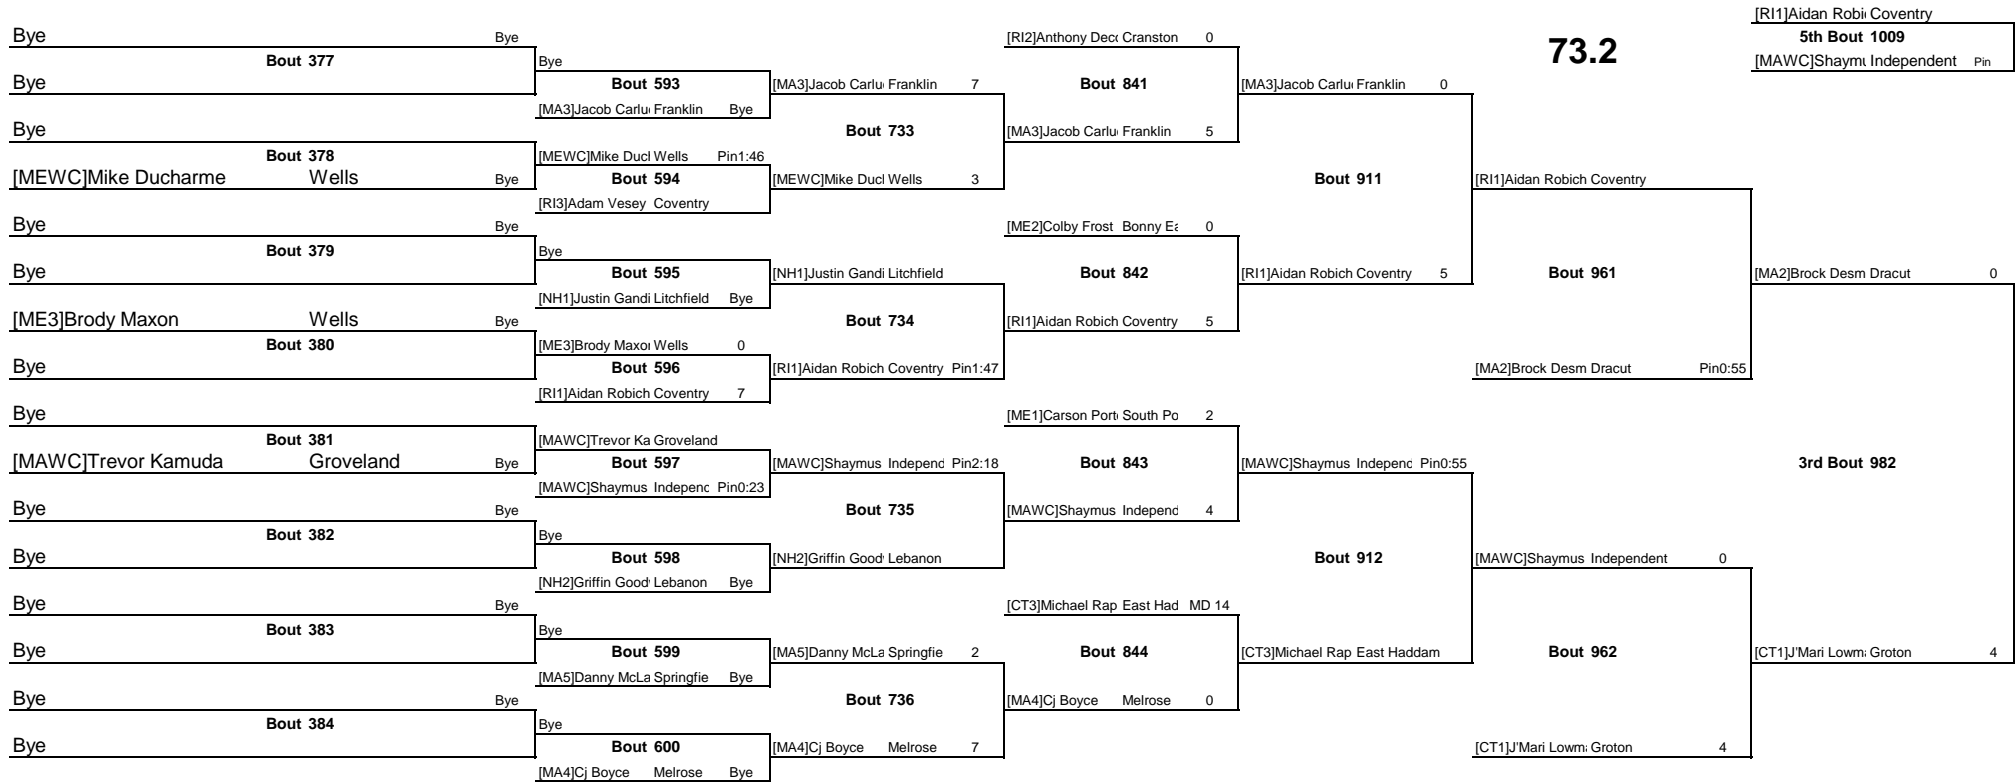 [RI1]Aidan Robi Coventry
Bye Bye [RI2]Anthony Dec Cranston 0 73.2 5th Bout 1009
Bout 377 Bye [MAWC]Shaym Independent Pin
Bye Bout 593 [MA3]Jacob Carlu Franklin 7 Bout 841 [MA3]Jacob Carlu Franklin 0
[MA3]Jacob Carlu Franklin Bye
Bye Bout 733 [MA3]Jacob Carlu Franklin 5
Bout 378 [MEWC]Mike Ducl Wells Pin1:46
[MEWC]Mike Ducharme Wells Bye Bout 594 [MEWC]Mike Ducl Wells 3 Bout 911 [RI1]Aidan Robich Coventry
[RI3]Adam Vesey Coventry
Bye Bye [ME2]Colby Frost Bonny Ea 0
Bout 379 Bye
Bye Bout 595 [NH1]Justin Gandi Litchfield Bout 842 [RI1]Aidan Robich Coventry 5 Bout 961 [MA2]Brock Desm Dracut 0
[NH1]Justin Gandi Litchfield Bye
[ME3]Brody Maxon Wells Bye Bout 734 [RI1]Aidan Robich Coventry 5
Bout 380 [ME3]Brody Maxo Wells 0
Bye Bout 596 [RI1]Aidan Robich Coventry Pin1:47 [MA2]Brock Desm Dracut Pin0:55
[RI1]Aidan Robich Coventry 7
Bye [ME1]Carson Port South Po 2
Bout 381 [MAWC]Trevor Ka Groveland
[MAWC]Trevor Kamuda Groveland Bye Bout 597 [MAWC]Shaymus Independ Pin2:18 Bout 843 [MAWC]Shaymus Independ Pin0:55 3rd Bout 982
[MAWC]Shaymus Independ Pin0:23
Bye Bye Bout 735 [MAWC]Shaymus Independ 4
Bout 382 Bye
Bye Bout 598 [NH2]Griffin Good Lebanon Bout 912 [MAWC]Shaymus Independent 0
[NH2]Griffin Good Lebanon Bye
Bye Bye [CT3]Michael Rap East Had MD 14
Bout 383 Bye
Bye Bout 599 [MA5]Danny McLa Springfie 2 Bout 844 [CT3]Michael Rap East Haddam Bout 962 [CT1]J'Mari Lowm Groton 4
[MA5]Danny McLa Springfie Bye
Bye Bye Bout 736 [MA4]Cj Boyce Melrose 0
Bout 384 Bye
Bye Bout 600 [MA4]Cj Boyce Melrose 7 [CT1]J'Mari Lowm Groton 4
[MA4]Cj Boyce Melrose Bye